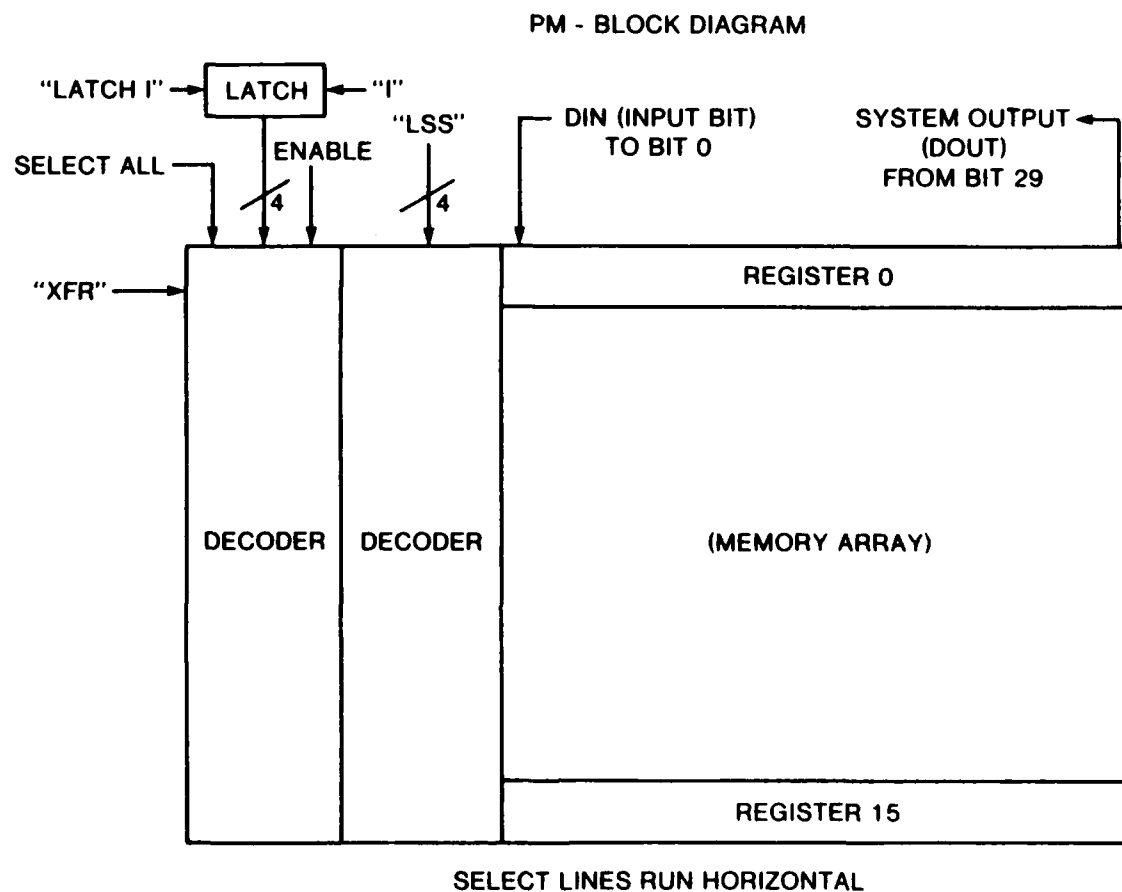 PM - BLOCK DIAGRAM
"LATCH I"
LATCH
"I"
"LSS"
DIN (INPUT BIT)
TO BIT 0
SYSTEM OUTPUT
(DOUT)
FROM BIT 29
SELECT ALL
ENABLE
4
4
"XFR"
REGISTER 0
DECODER
DECODER
(MEMORY ARRAY)
REGISTER 15
SELECT LINES RUN HORIZONTAL